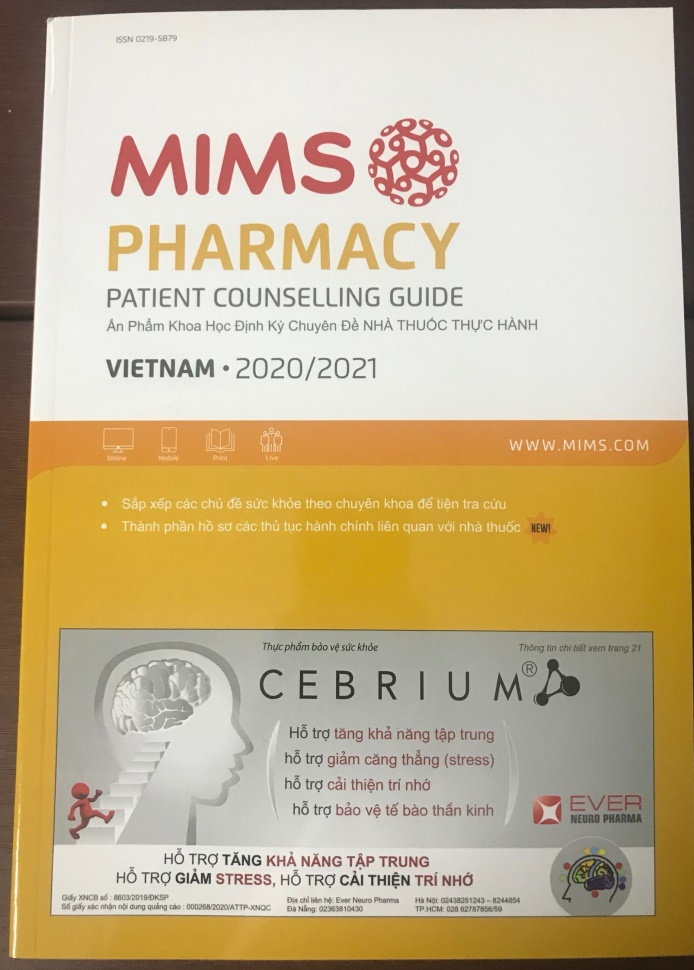 ISSN 0219-5879
MIMS
PHARMACY
PATIENT COUNSELLING GUIDE
Ấn Phẩm Khoa Học Định Kỳ Chuyên Đề NHÀ THUỐC THỰC HÀNH
VIETNAM • 2020/2021
Online Mobile Print Live
WWW.MIMS.COM
• Sắp xếp các chủ đề sức khỏe theo chuyên khoa để tiện tra cứu
• Thành phần hồ sơ các thủ tục hành chính liên quan với nhà thuốc NEW!
Thực phẩm bảo vệ sức khỏe
Thông tin chi tiết xem trang 21
CEBRIUM®
Hỗ trợ tăng khả năng tập trung
hỗ trợ giảm căng thẳng (stress)
hỗ trợ cải thiện trí nhớ
hỗ trợ bảo vệ tế bào thần kinh
EVER
NEURO PHARMA
HỖ TRỢ TĂNG KHẢ NĂNG TẬP TRUNG
HỖ TRỢ GIẢM STRESS, HỖ TRỢ CẢI THIỆN TRÍ NHỚ
Giấy XNCB số : 8603/2019/ĐKSP
Số giấy xác nhận nội dung quảng cáo : 000268/2020/ATTP-XNQC
Địa chỉ liên hệ: Ever Neuro Pharma
Đà Nẵng: 02363810430
Hà Nội: 02438251243 – 8244854
TP.HCM: 028 62787856/59